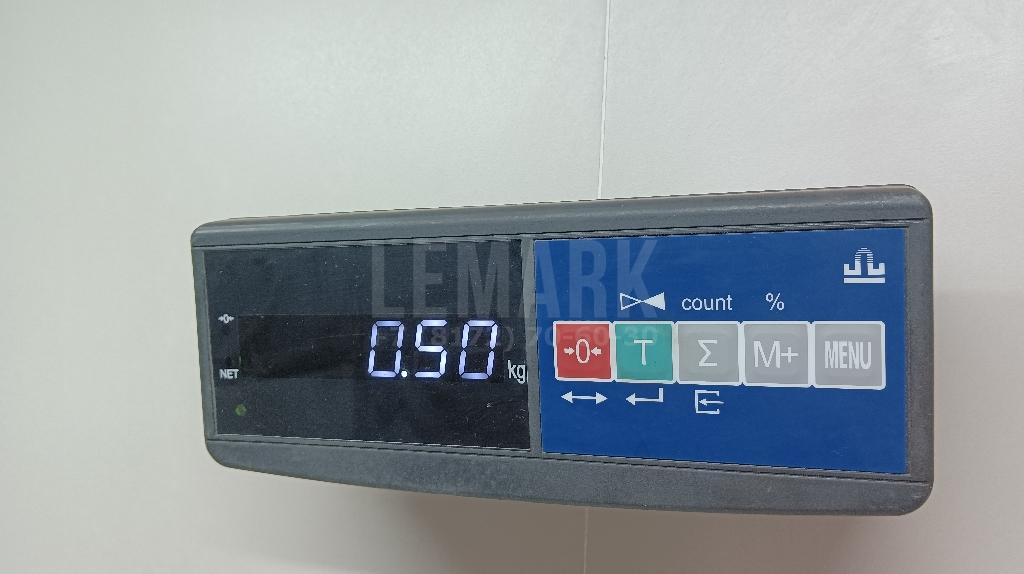 LEMARK
→0←
NET
0.50 kg
count %
→0← T Σ M+ MENU